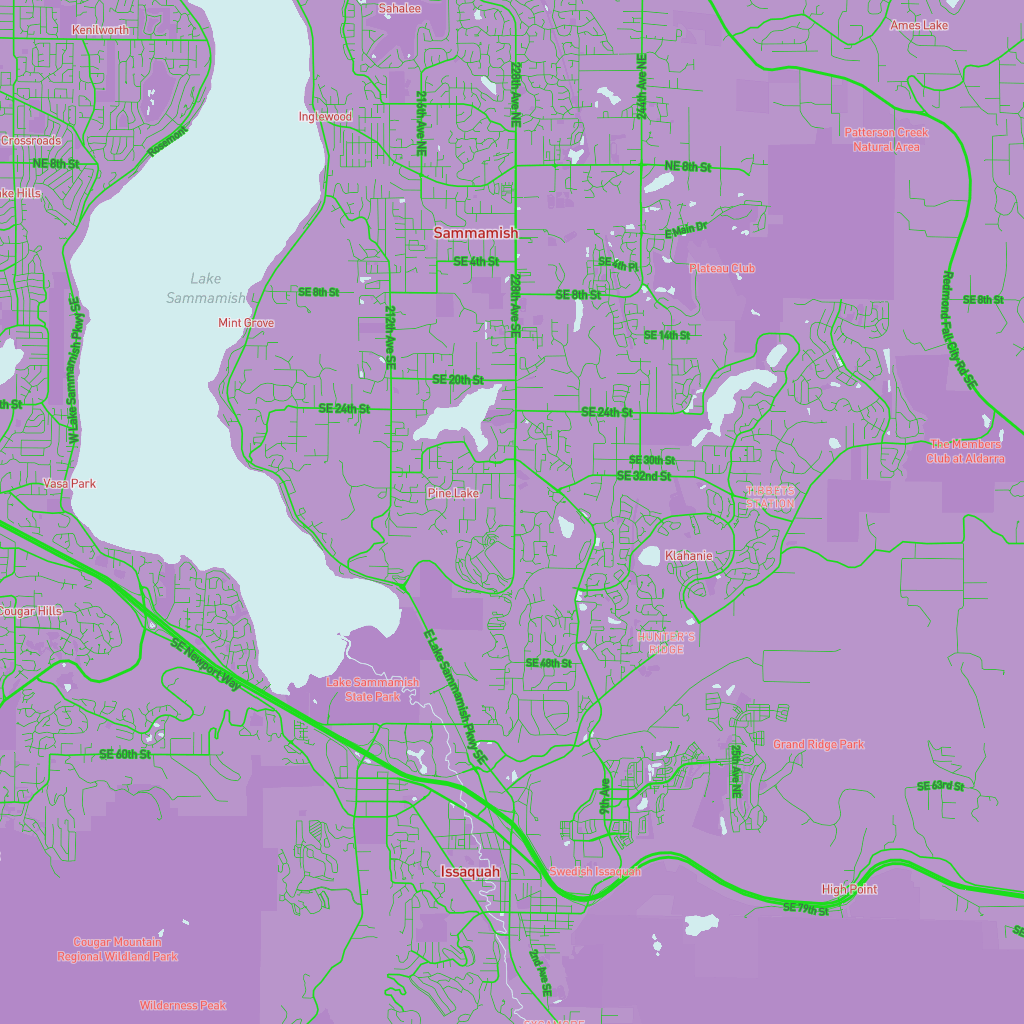 Sahalee
Kenilworth
Ames Lake
228th Ave NE
244th Ave NE
214th Ave NE
Inglewood
Crossroads
Rosemont
Patterson Creek
Natural Area
NE 8th St
NE 8th St
ake Hills
Sammamish
E Main Dr
SE 4th St
SE 4th Pl
Plateau Club
Lake
Sammamish
SE 8th St
SE 8th St
SE 8th St
228th Ave SE
Redmond Fall City Rd SE
W Lake Sammamish Pkwy SE
Mint Grove
212th Ave SE
SE 14th St
SE 20th St
th St
SE 24th St
SE 24th St
The Members
Club at Aldarra
SE 30th St
SE 32nd St
Vasa Park
Pine Lake
TIBBETS
STATION
Klahanie
Cougar Hills
HUNTER'S
RIDGE
E Lake Sammamish Pkwy SE
SE Newport Way
SE 48th St
Lake Sammamish
State Park
Grand Ridge Park
SE 60th St
25th Ave NE
9th Ave
SE 63rd St
Issaquah
Swedish Issaquah
High Point
SE 79th St
SE
Cougar Mountain
Regional Wildland Park
2nd Ave SE
Wilderness Peak